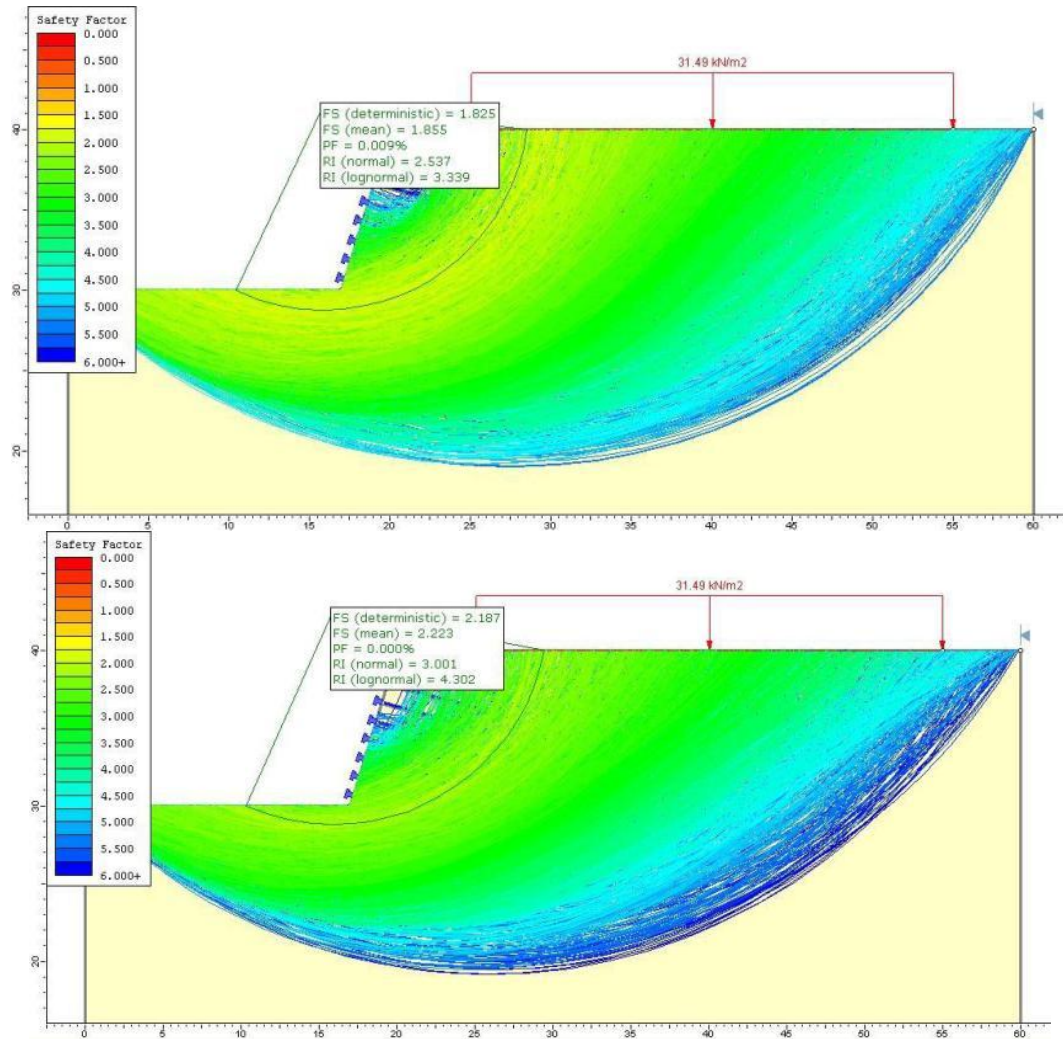 Safety Factor
0.000
0.500
1.000
1.500
2.000
2.500
3.000
3.500
4.000
4.500
5.000
5.500
6.000+
31.49 kN/m2
FS (deterministic) = 1.825
FS (mean) = 1.855
PF = 0.009%
RI (normal) = 2.537
RI (lognormal) = 3.339
40
30
20
0 5 10 15 20 25 30 35 40 45 50 55 60
Safety Factor
0.000
0.500
1.000
1.500
2.000
2.500
3.000
3.500
4.000
4.500
5.000
5.500
6.000+
31.49 kN/m2
FS (deterministic) = 2.187
FS (mean) = 2.223
PF = 0.000%
RI (normal) = 3.001
RI (lognormal) = 4.302
40
30
20
0 5 10 15 20 25 30 35 40 45 50 55 60